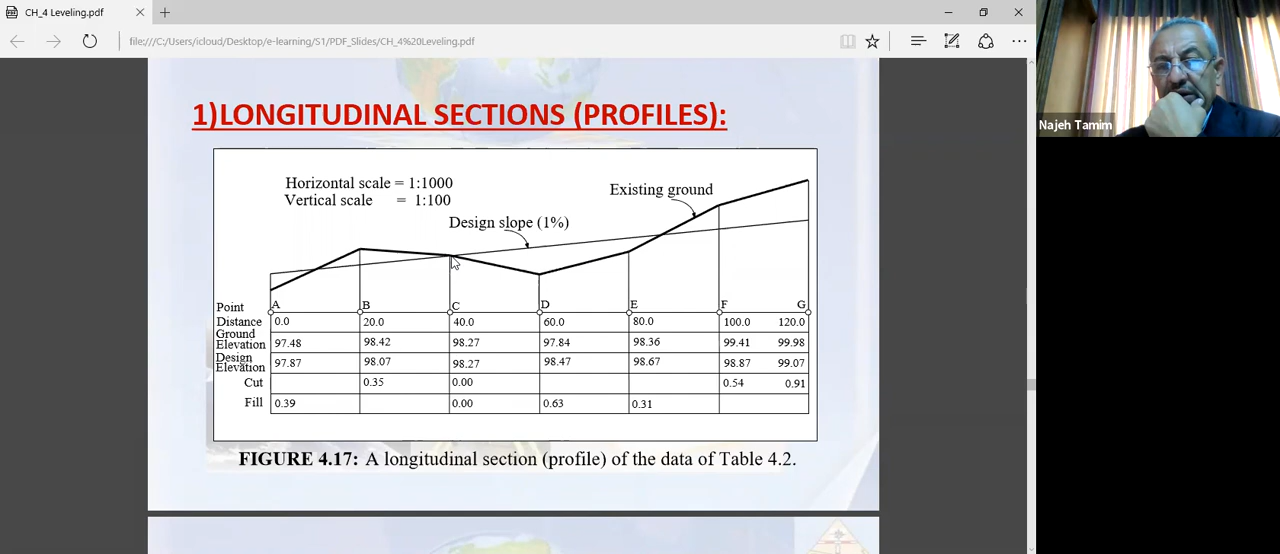 CH_4 Leveling.pdf
file:///C:/Users/icloud/Desktop/e-learning/S1/PDF_Slides/CH_4%20Leveling.pdf
Najeh Tamim
1)LONGITUDINAL SECTIONS (PROFILES):
Horizontal scale = 1:1000
Vertical scale = 1:100
Existing ground
Design slope (1%)
Point A B C D E F G
Distance 0.0 20.0 40.0 60.0 80.0 100.0 120.0
Ground
Elevation 97.48 98.42 98.27 97.84 98.36 99.41 99.98
Design
Elevation 97.87 98.07 98.27 98.47 98.67 98.87 99.07
Cut 0.35 0.00 0.54 0.91
Fill 0.39 0.00 0.63 0.31
FIGURE 4.17: A longitudinal section (profile) of the data of Table 4.2.